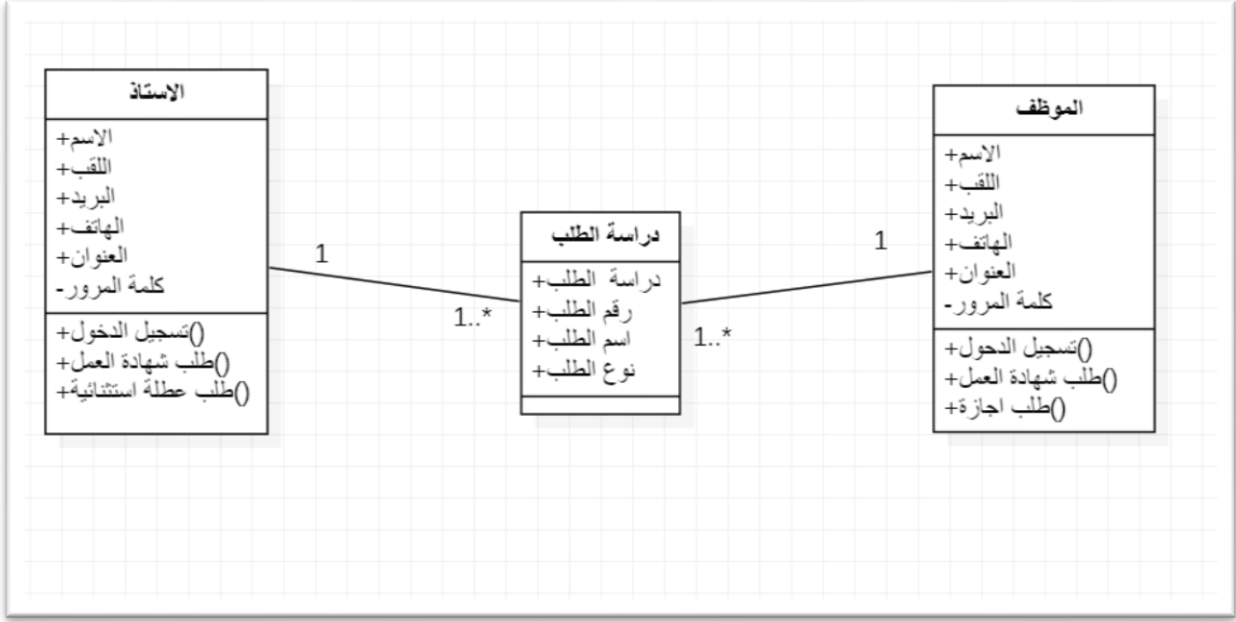 الاستاذ
+الاسم
+اللقب
+البريد
+الهاتف
+العنوان
-كلمة المرور
+تسجيل الدخول()
+طلب شهادة العمل()
+طلب عطلة استثنائية()
1
1..*
دراسة الطلب
+دراسة الطلب
+رقم الطلب
+اسم الطلب
+نوع الطلب
1
1..*
الموظف
+الاسم
+اللقب
+البريد
+الهاتف
+العنوان
-كلمة المرور
+تسجيل الدحول()
+طلب شهادة العمل()
+طلب اجازة()